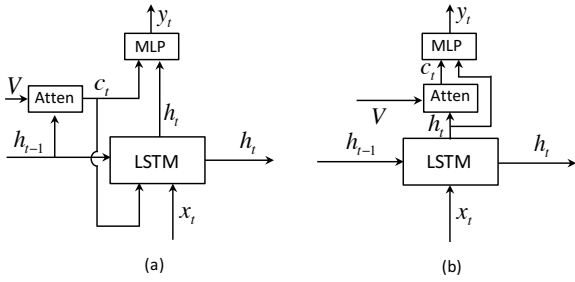 y_t
MLP
V
Atten
c_t
h_t
h_{t-1}
LSTM
h_t
x_t
(a)
y_t
MLP
c_t
Atten
V
h_t
h_{t-1}
LSTM
h_t
x_t
(b)